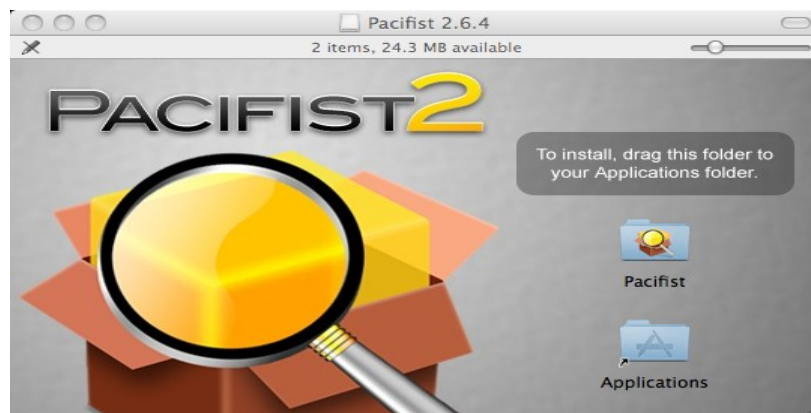 Pacifist 2.6.4
2 items, 24.3 MB available
PACIFIST2
To install, drag this folder to
your Applications folder.
Pacifist
Applications